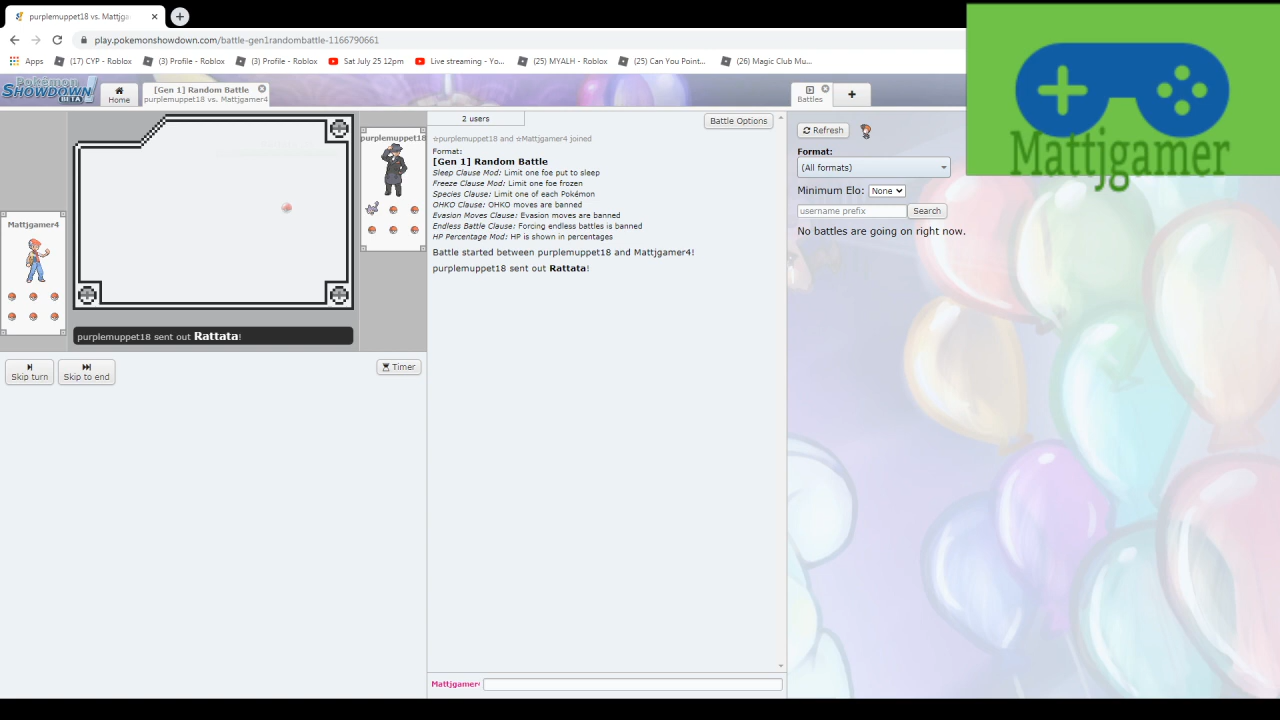 purplemuppet18 vs. Mattjga
play.pokemonshowdown.com/battle-gen1randombattle-1166790661
Apps
(17) CYP - Roblox
(3) Profile - Roblox
(3) Profile - Roblox
Sat July 25 12pm
Live streaming - Yo...
(25) MYALH - Roblox
(25) Can You Point...
(26) Magic Club Mu...
Mattjgamer
Pokémon
SHOWDOWN
BETA
Home
[Gen 1] Random Battle
purplemuppet18 vs. Mattjgamer4
Battles
Mattjgamer4
purplemuppet18
purplemuppet18 sent out Rattata!
Skip turn
Skip to end
Timer
2 users
Battle Options
☆purplemuppet18 and ☆Mattjgamer4 joined
Format:
[Gen 1] Random Battle
Sleep Clause Mod: Limit one foe put to sleep
Freeze Clause Mod: Limit one foe frozen
Species Clause: Limit one of each Pokémon
OHKO Clause: OHKO moves are banned
Evasion Moves Clause: Evasion moves are banned
Endless Battle Clause: Forcing endless battles is banned
HP Percentage Mod: HP is shown in percentages
Battle started between purplemuppet18 and Mattjgamer4!
purplemuppet18 sent out Rattata!
Mattjgamer
Refresh
Format:
(All formats)
Minimum Elo: None
username prefix
Search
No battles are going on right now.